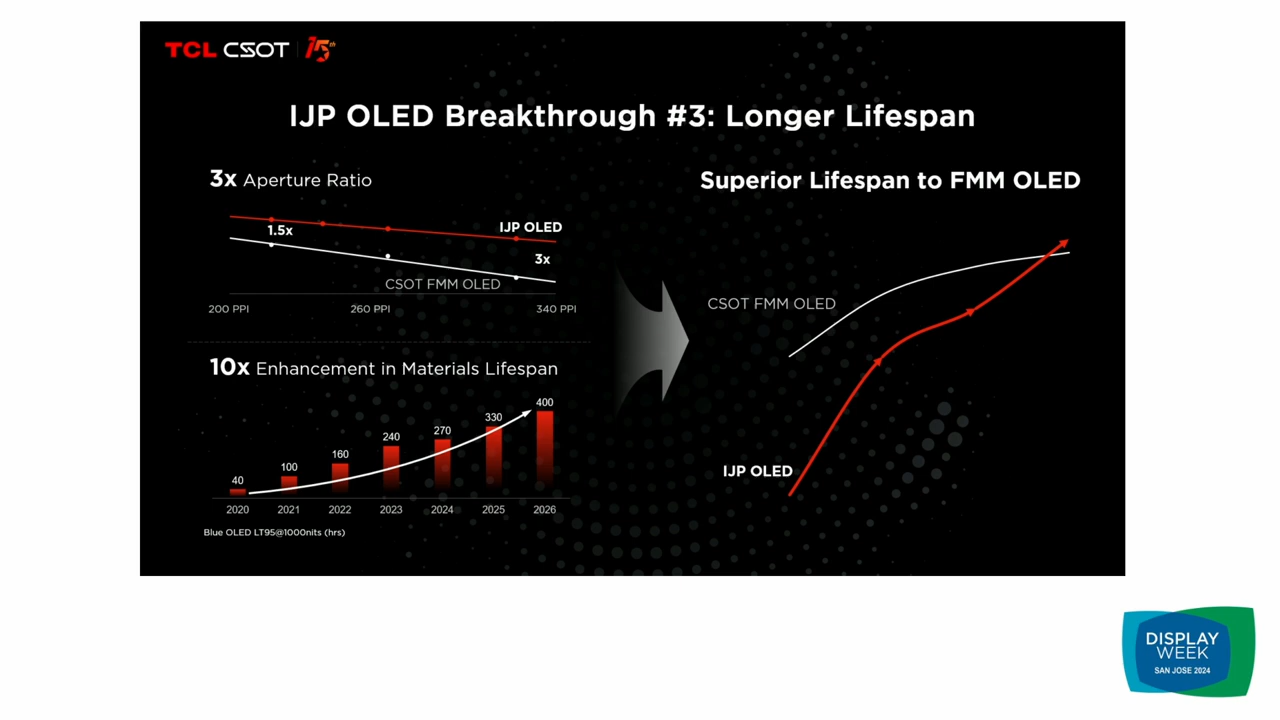 TCL CSOT 15th
IJP OLED Breakthrough #3: Longer Lifespan
3x Aperture Ratio
IJP OLED
1.5x
3x
CSOT FMM OLED
200 PPI 260 PPI 340 PPI
10x Enhancement in Materials Lifespan
40 100 160 240 270 330 400
2020 2021 2022 2023 2024 2025 2026
Blue OLED LT95@1000nits (hrs)
Superior Lifespan to FMM OLED
CSOT FMM OLED
IJP OLED
DISPLAY
WEEK
SAN JOSE 2024